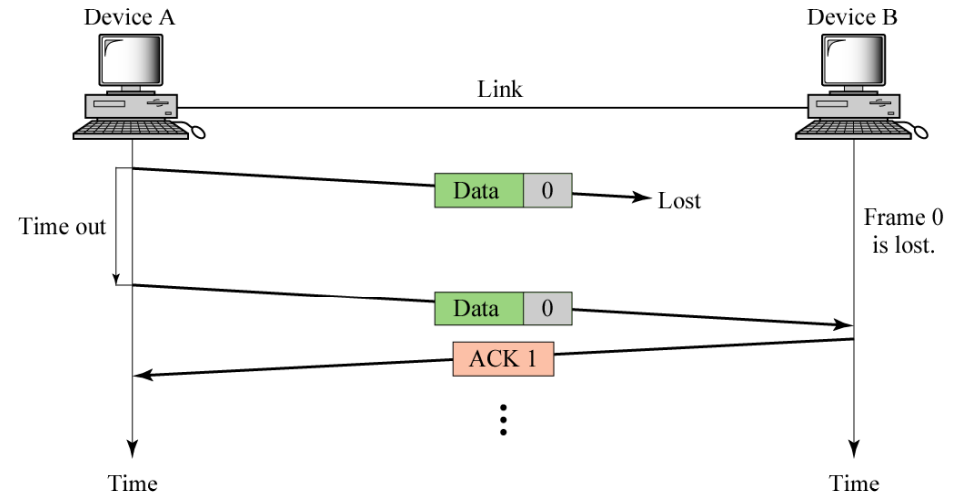 Device A
Device B
Link
Data 0
Lost
Time out
Frame 0
is lost.
Data 0
ACK 1
Time
Time